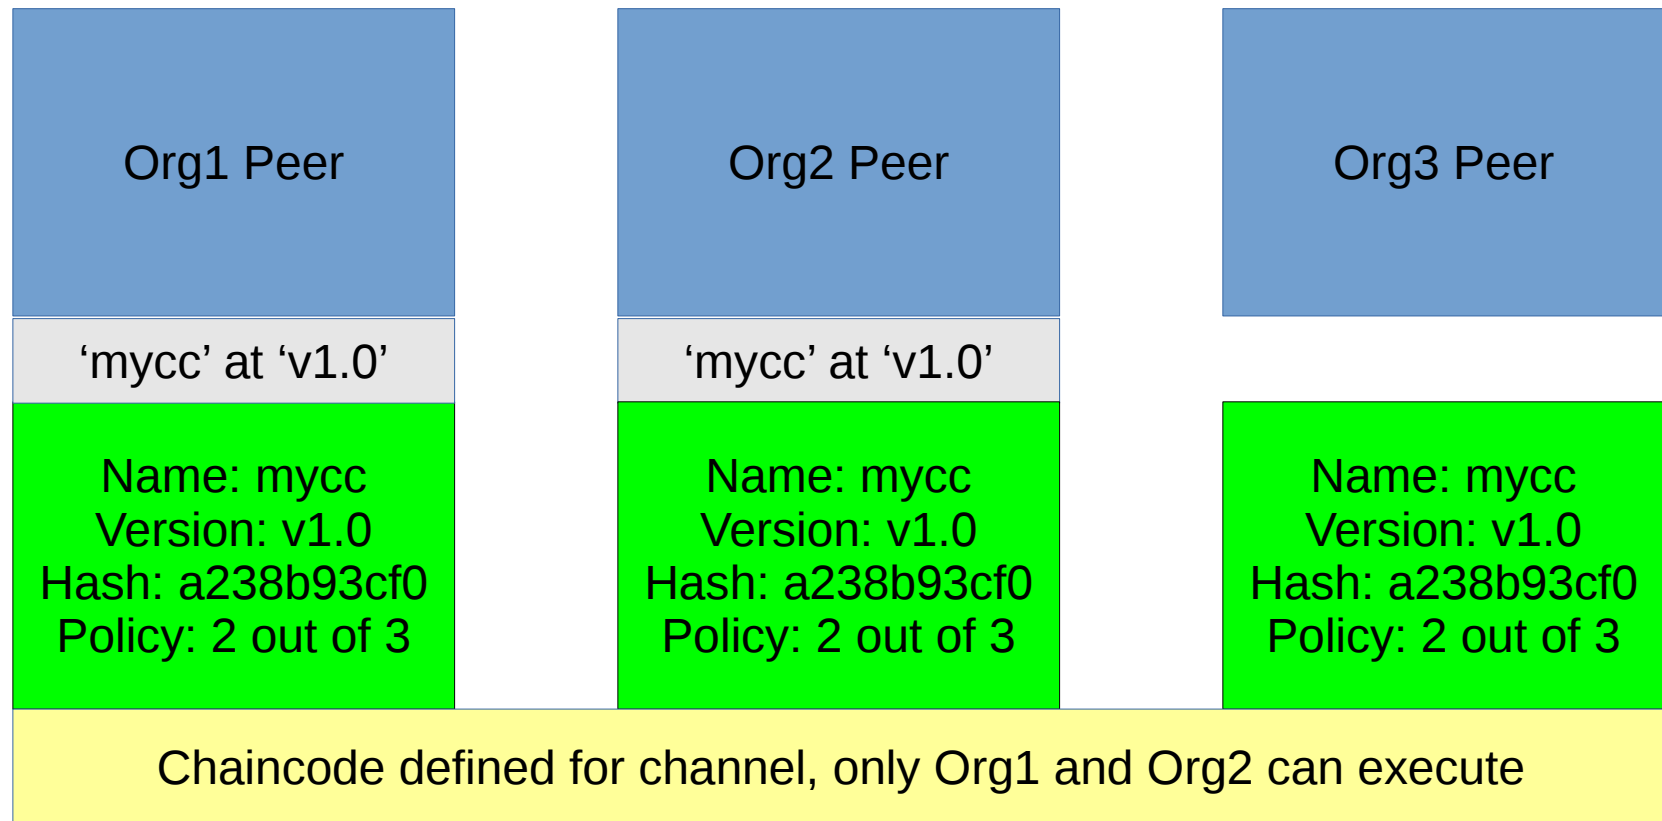 Org1 Peer
Org2 Peer
Org3 Peer
‘mycc’ at ‘v1.0’
‘mycc’ at ‘v1.0’
Name: mycc
Version: v1.0
Hash: a238b93cf0
Policy: 2 out of 3
Name: mycc
Version: v1.0
Hash: a238b93cf0
Policy: 2 out of 3
Name: mycc
Version: v1.0
Hash: a238b93cf0
Policy: 2 out of 3
Chaincode defined for channel, only Org1 and Org2 can execute